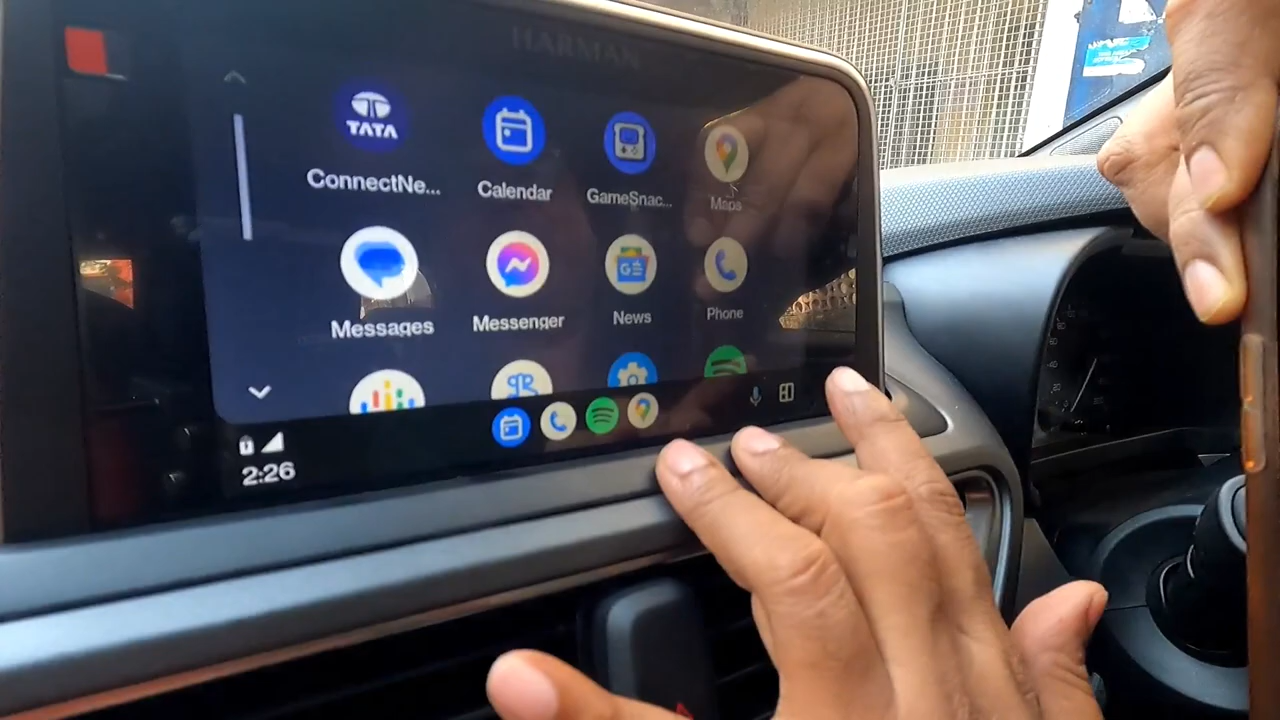 HARMAN
TATA
ConnectNe...
Calendar
GameSnac...
Maps
Messages
Messenger
News
Phone
2:26